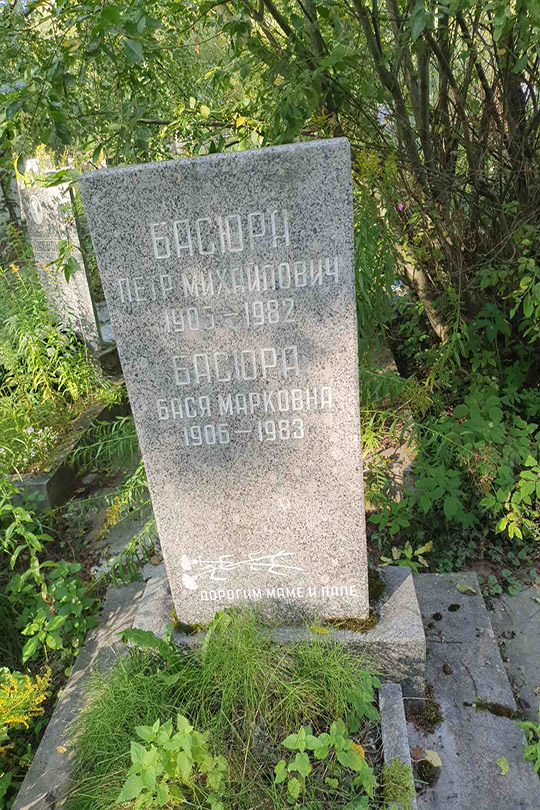 БАСЮРА
ПЕТР МИХАЙЛОВИЧ
1905 – 1982
БАСЮРА
БАСЯ МАРКОВНА
1906 – 1983
ДОРОГИМ МАМЕ И ПАПЕ